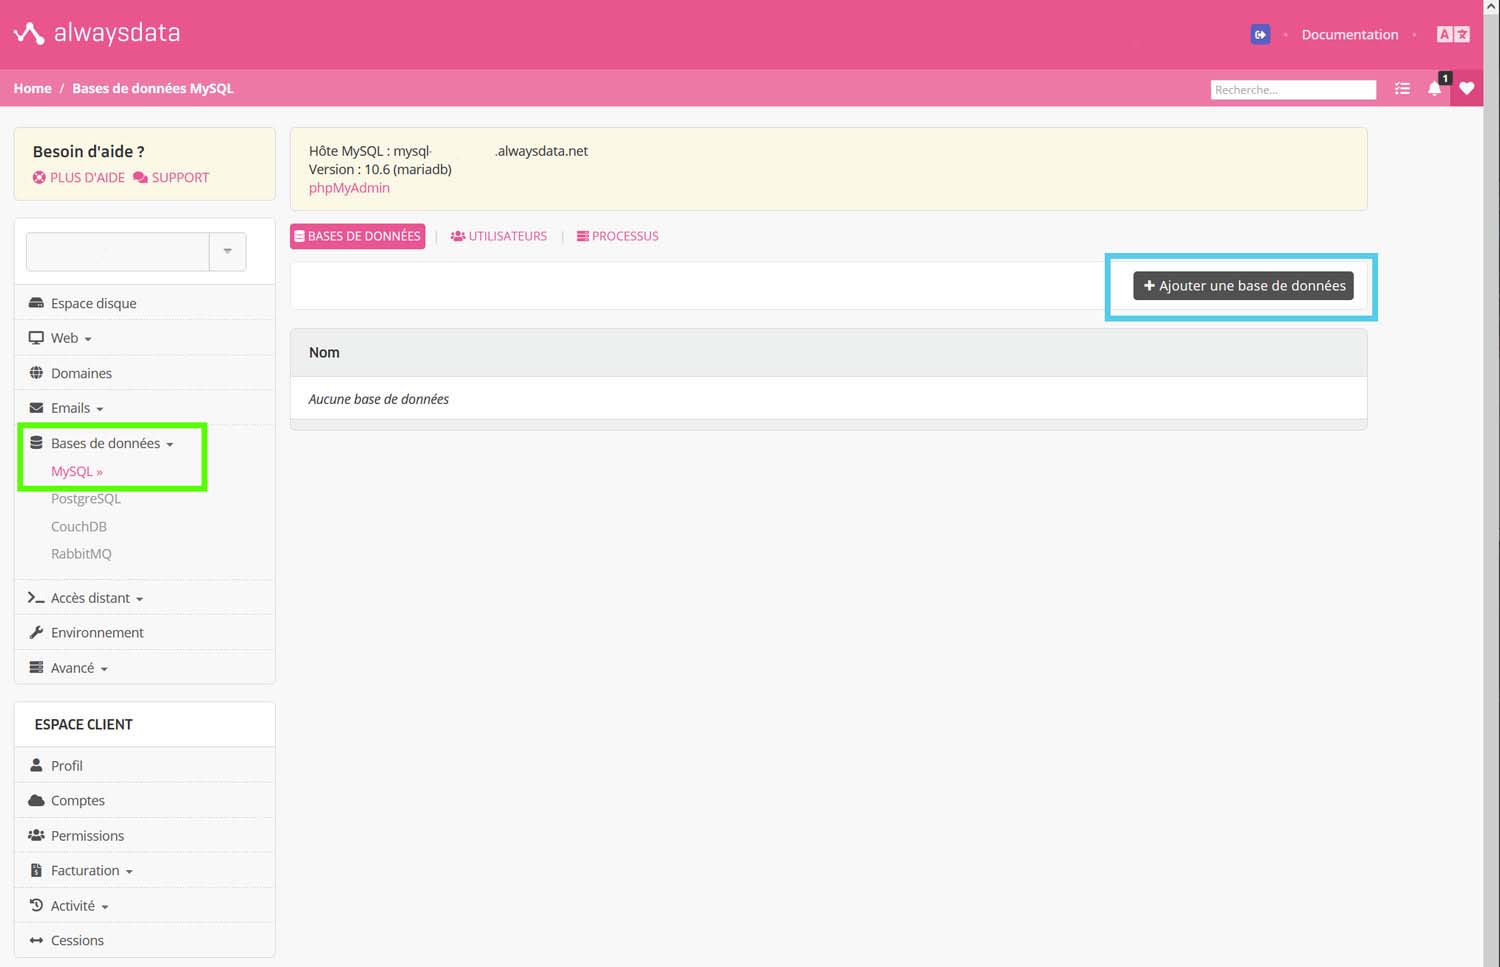 alwaysdata
Documentation
A
Home / Bases de données MySQL
Recherche...
1
Besoin d'aide ?
PLUS D'AIDE SUPPORT
Hôte MySQL : mysql- .alwaysdata.net
Version : 10.6 (mariadb)
phpMyAdmin
BASES DE DONNÉES | UTILISATEURS | PROCESSUS
+ Ajouter une base de données
Nom
Aucune base de données
Espace disque
Web
Domaines
Emails
Bases de données
MySQL »
PostgreSQL
CouchDB
RabbitMQ
Accès distant
Environnement
Avancé
ESPACE CLIENT
Profil
Comptes
Permissions
Facturation
Activité
Cessions